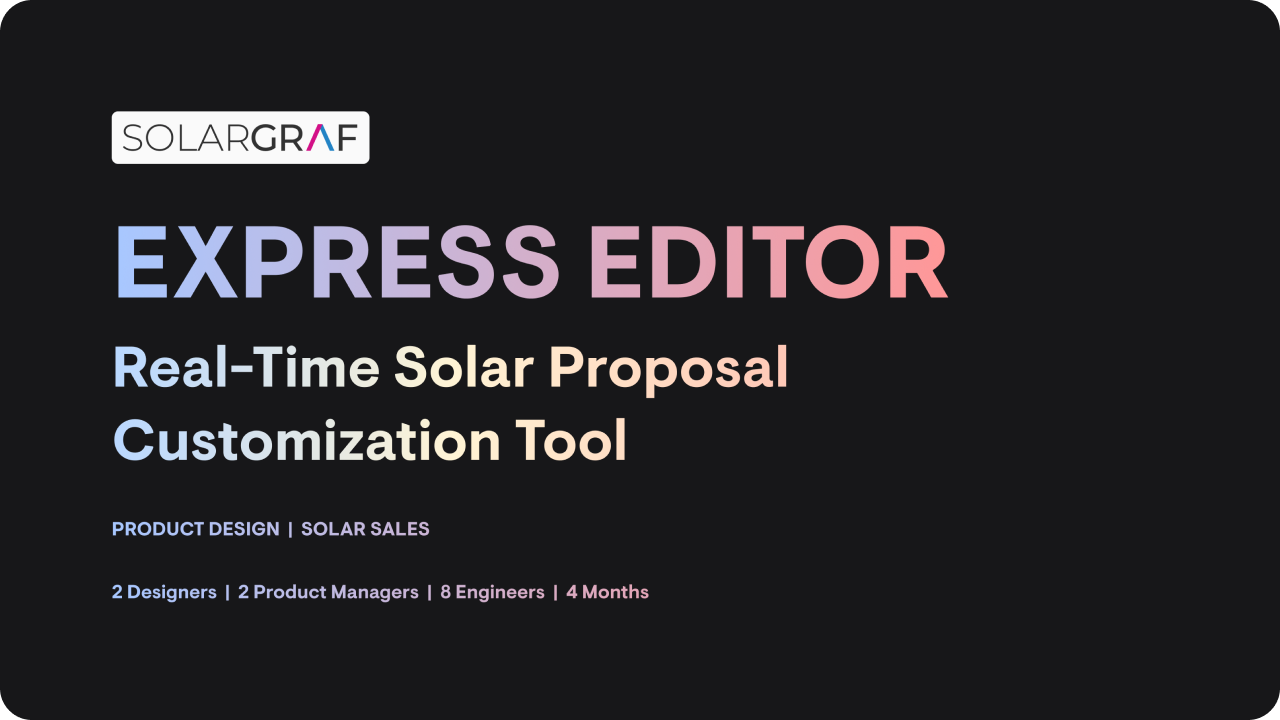 SOLARGRAF
EXPRESS EDITOR
Real-Time Solar Proposal
Customization Tool
PRODUCT DESIGN | SOLAR SALES
2 Designers | 2 Product Managers | 8 Engineers | 4 Months